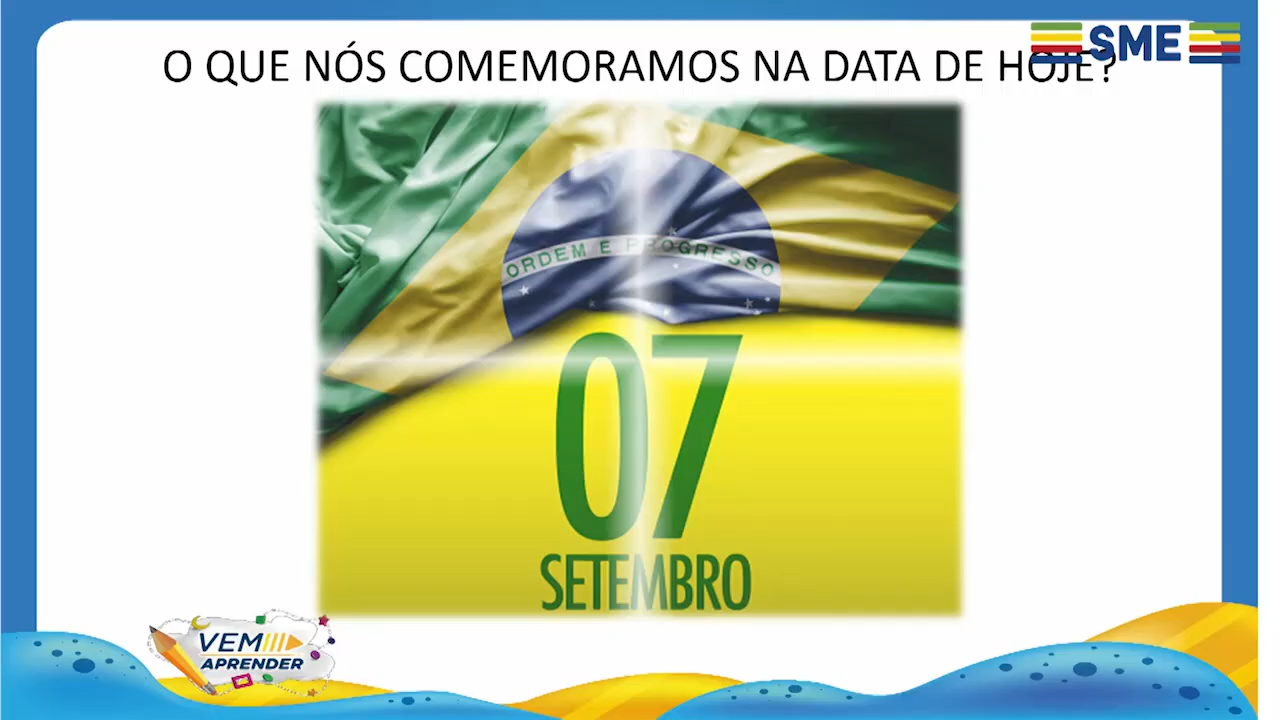 O QUE NÓS COMEMORAMOS NA DATA DE HOJE?
SME
ORDEM E PROGRESSO
07
SETEMBRO
VEM
APRENDER